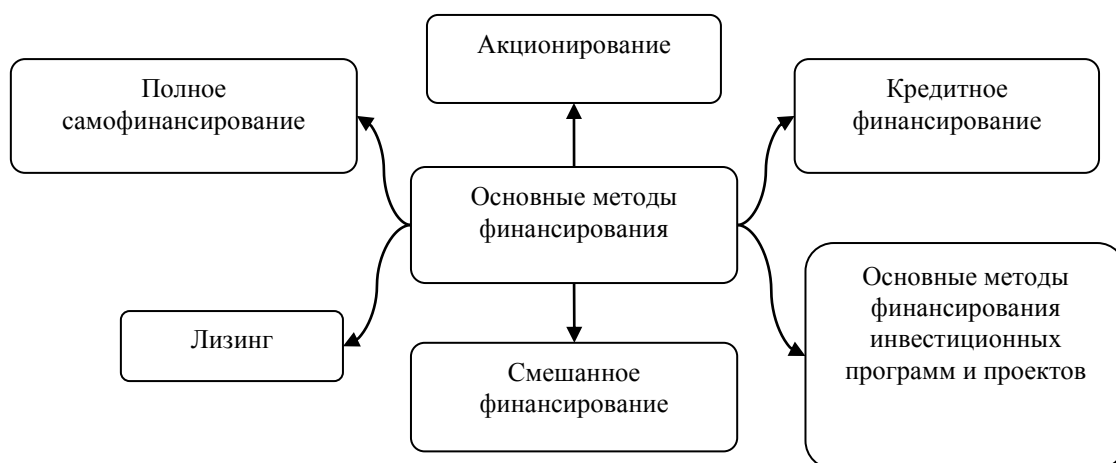 Акционирование
Полное
самофинансирование
Кредитное
финансирование
Основные методы
финансирования
Основные методы
финансирования
инвестиционных
программ и проектов
Лизинг
Смешанное
финансирование